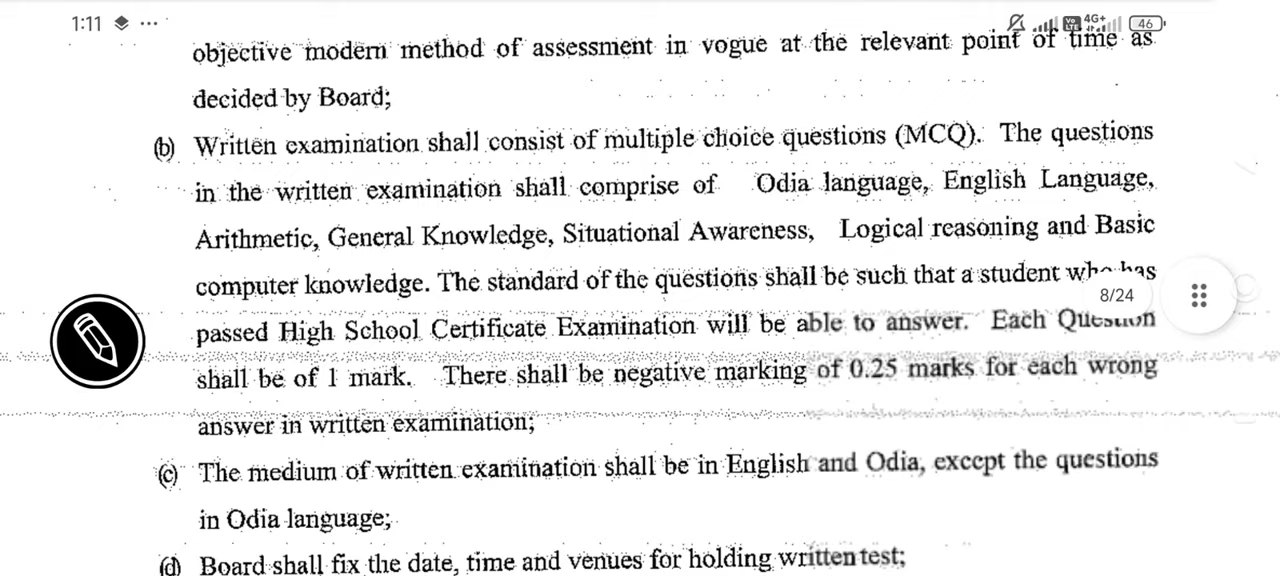 1:11 ... 4G+ 46
objective modern method of assessment in vogue at the relevant point of time as
decided by Board;
(b) Written examination shall consist of multiple choice questions (MCQ). The questions
in the written examination shall comprise of Odia language, English Language,
Arithmetic, General Knowledge, Situational Awareness, Logical reasoning and Basic
computer knowledge. The standard of the questions shall be such that a student who has
8/24
passed High School Certificate Examination will be able to answer. Each Question
shall be of 1 mark. There shall be negative marking of 0.25 marks for each wrong
answer in written examination;
(c) The medium of written examination shall be in English and Odia, except the questions
in Odia language;
(d) Board shall fix the date, time and venues for holding written test;